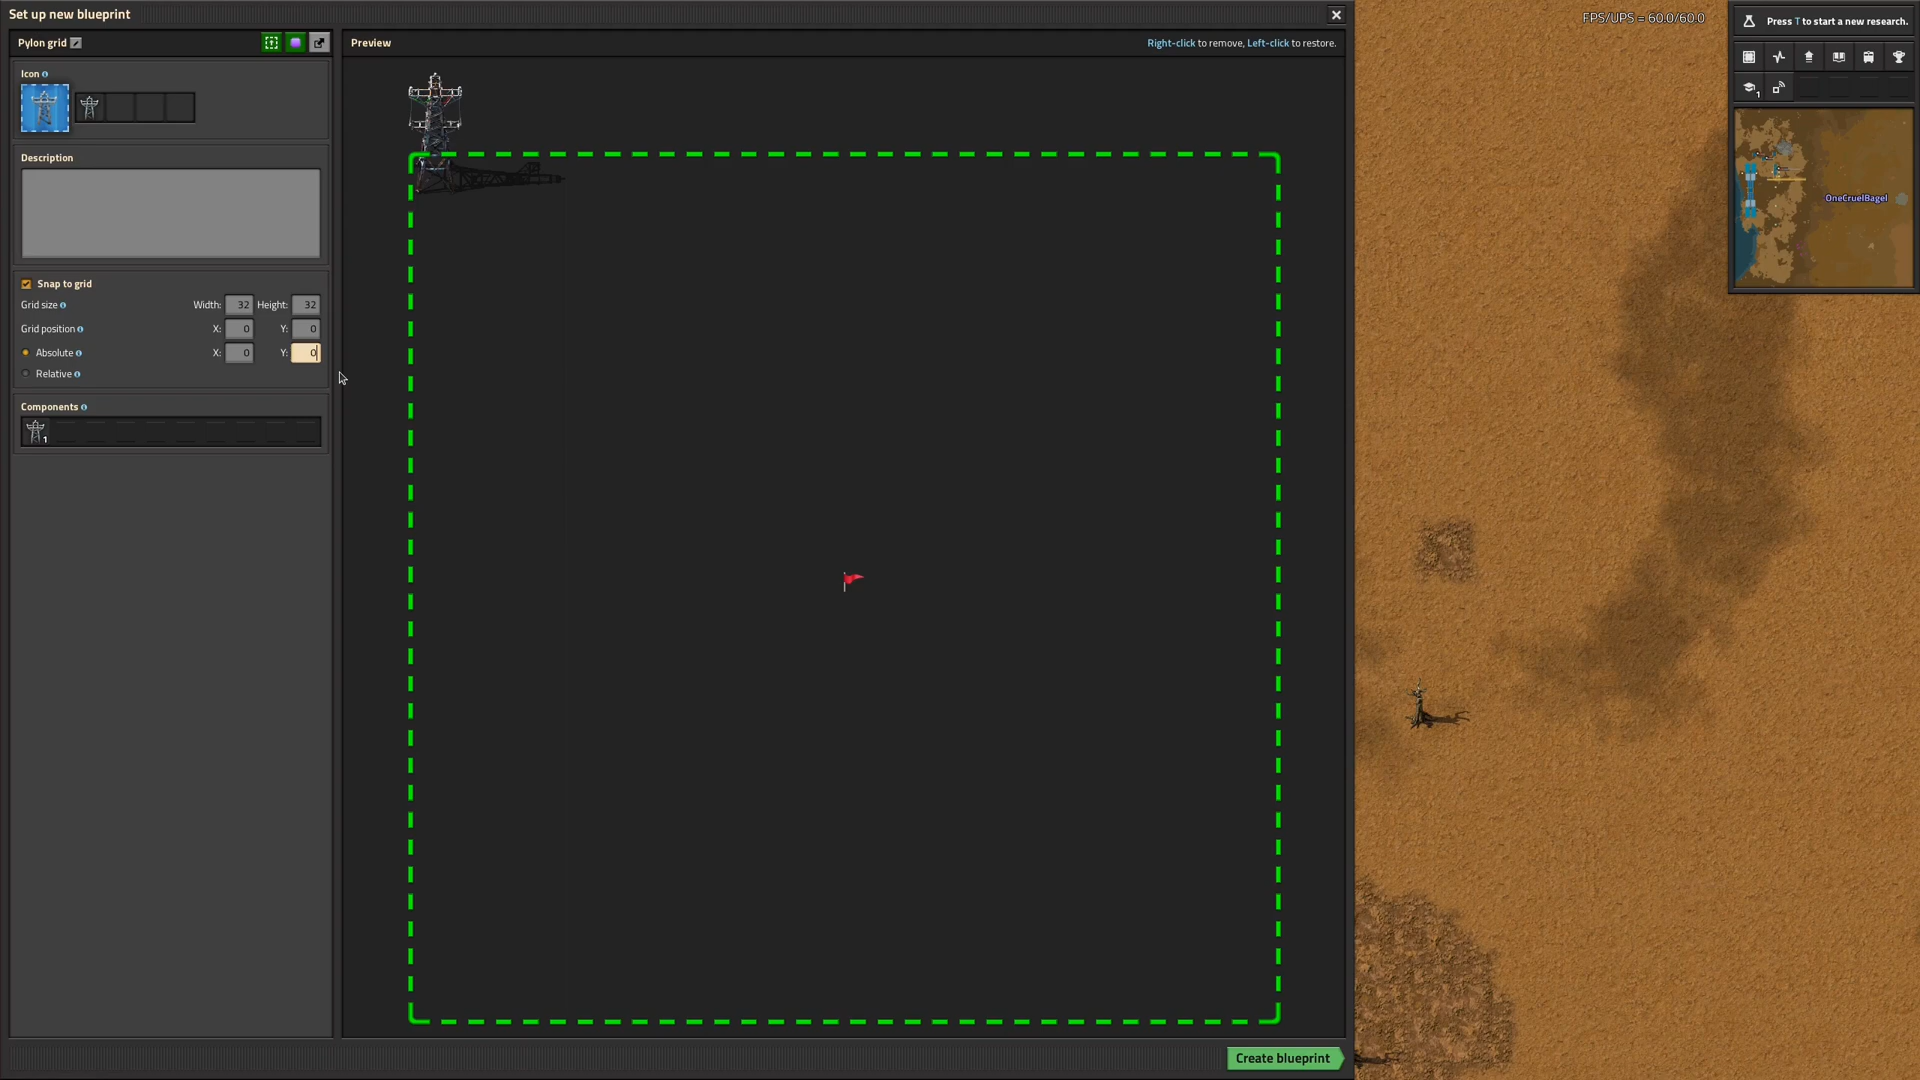 Set up new blueprint
FPS/UPS = 60.0/60.0
Press T to start a new research.
Pylon grid
Preview
Right-click to remove, Left-click to restore.
Icon
1
Description
OneCruelBagel
Snap to grid
Grid size Width: 32 Height: 32
Grid position X: 0 Y: 0
Absolute X: 0 Y: 0
Relative
Components
1
Create blueprint